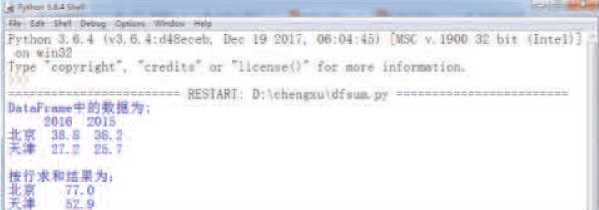 Python 3.6.4 Shell
File Edit Shell Debug Options Window Help
Python 3.6.4 (v3.6.4:d48eceb, Dec 19 2017, 06:04:45) [MSC v.1900 32 bit (Intel)]
on win32
Type "copyright", "credits" or "license()" for more information.
>>>
======================= RESTART: D:\chengxu\dfsum.py =======================
DataFrame中的数据为:
2016 2015
北京 38.8 38.2
天津 27.2 25.7
按行求和结果为:
北京 77.0
天津 52.9